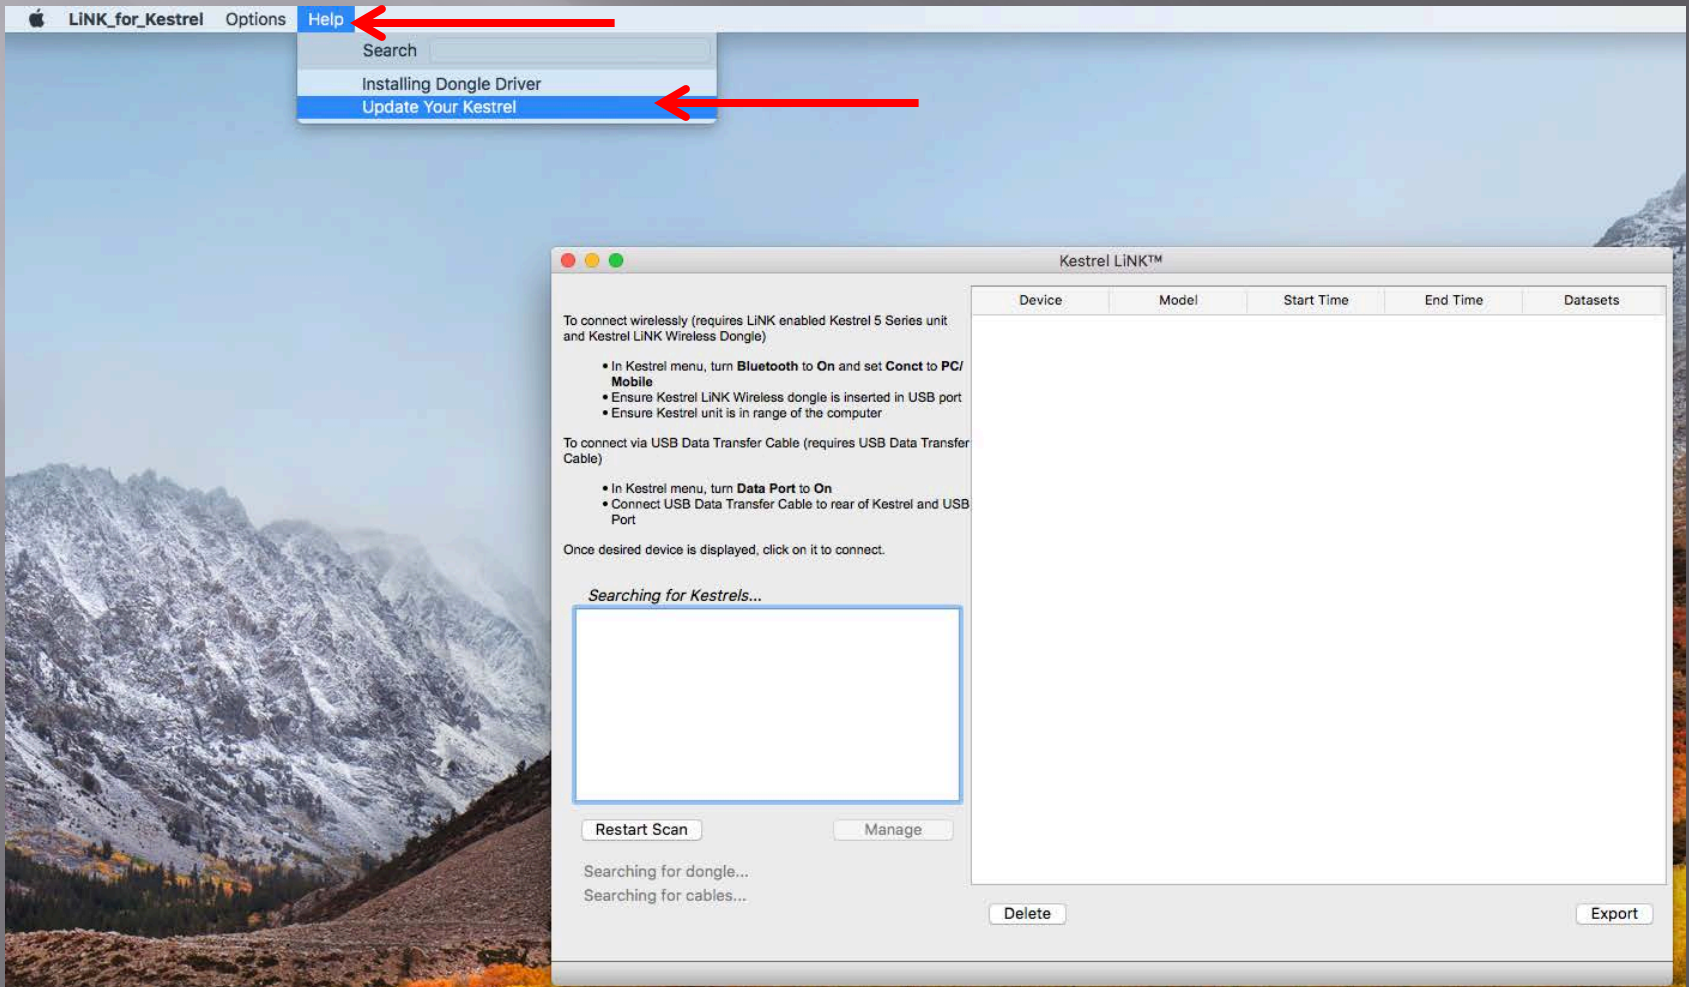 LiNK_for_Kestrel Options Help
Search
Installing Dongle Driver
Update Your Kestrel
Kestrel LiNK™
To connect wirelessly (requires LiNK enabled Kestrel 5 Series unit
and Kestrel LiNK Wireless Dongle)
• In Kestrel menu, turn Bluetooth to On and set Conct to PC/
Mobile
• Ensure Kestrel LiNK Wireless dongle is inserted in USB port
• Ensure Kestrel unit is in range of the computer
To connect via USB Data Transfer Cable (requires USB Data Transfer
Cable)
• In Kestrel menu, turn Data Port to On
• Connect USB Data Transfer Cable to rear of Kestrel and USB
Port
Once desired device is displayed, click on it to connect.
Searching for Kestrels...
Restart Scan Manage
Searching for dongle...
Searching for cables...
Device Model Start Time End Time Datasets
Delete Export